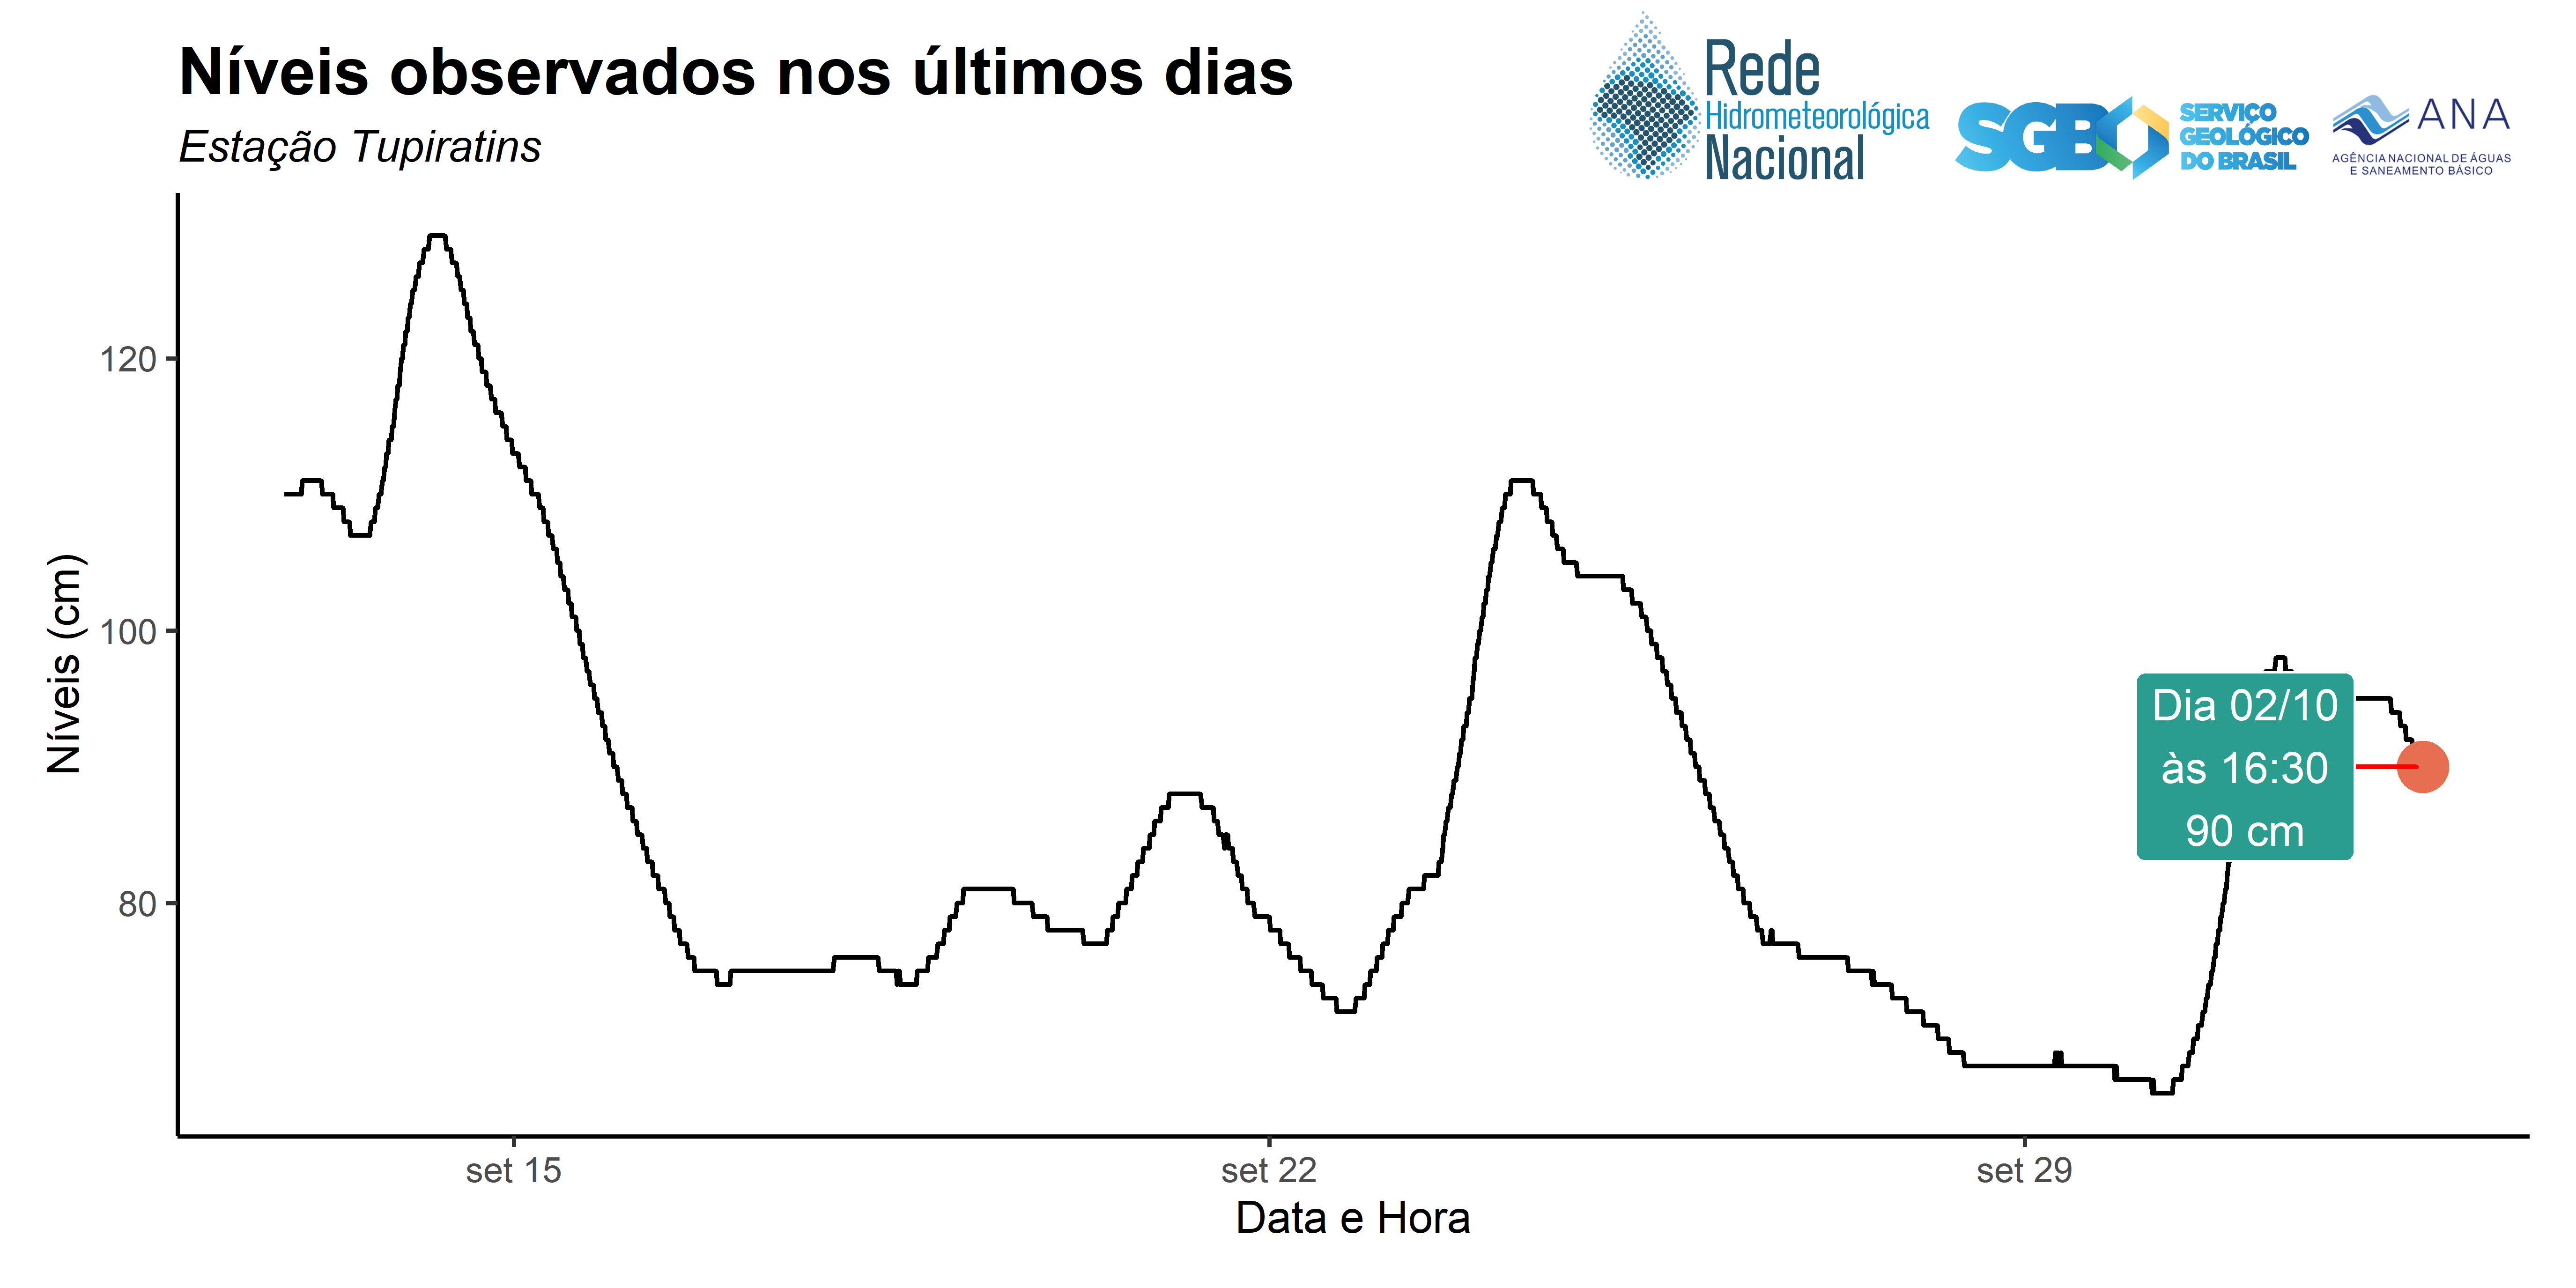 Níveis observados nos últimos dias
Estação Tupiratins
Rede
Hidrometeorológica
Nacional
SGB
SERVIÇO
GEOLÓGICO
DO BRASIL
ANA
AGÊNCIA NACIONAL DE ÁGUAS
E SANEAMENTO BÁSICO
Níveis (cm)
120
100
80
Dia 02/10
às 16:30
90 cm
set 15
set 22
set 29
Data e Hora